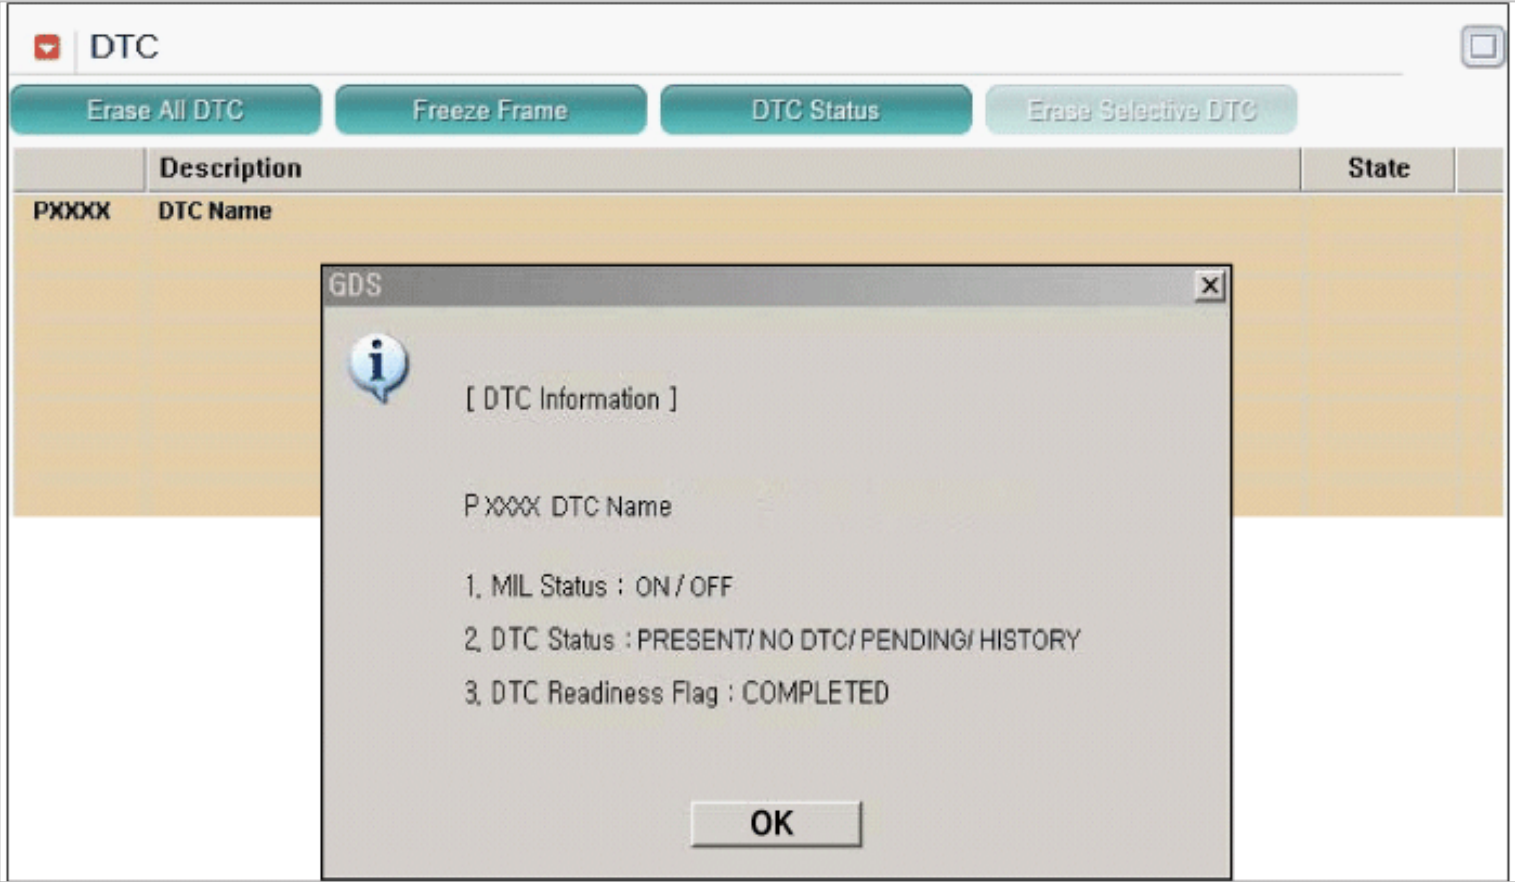 DTC
Erase All DTC Freeze Frame DTC Status Erase Selective DTC
Description State
PXXXX DTC Name
GDS
i
[ DTC Information ]
PXXXX DTC Name
1. MIL Status : ON / OFF
2. DTC Status : PRESENT/ NO DTC/ PENDING/ HISTORY
3. DTC Readiness Flag : COMPLETED
OK